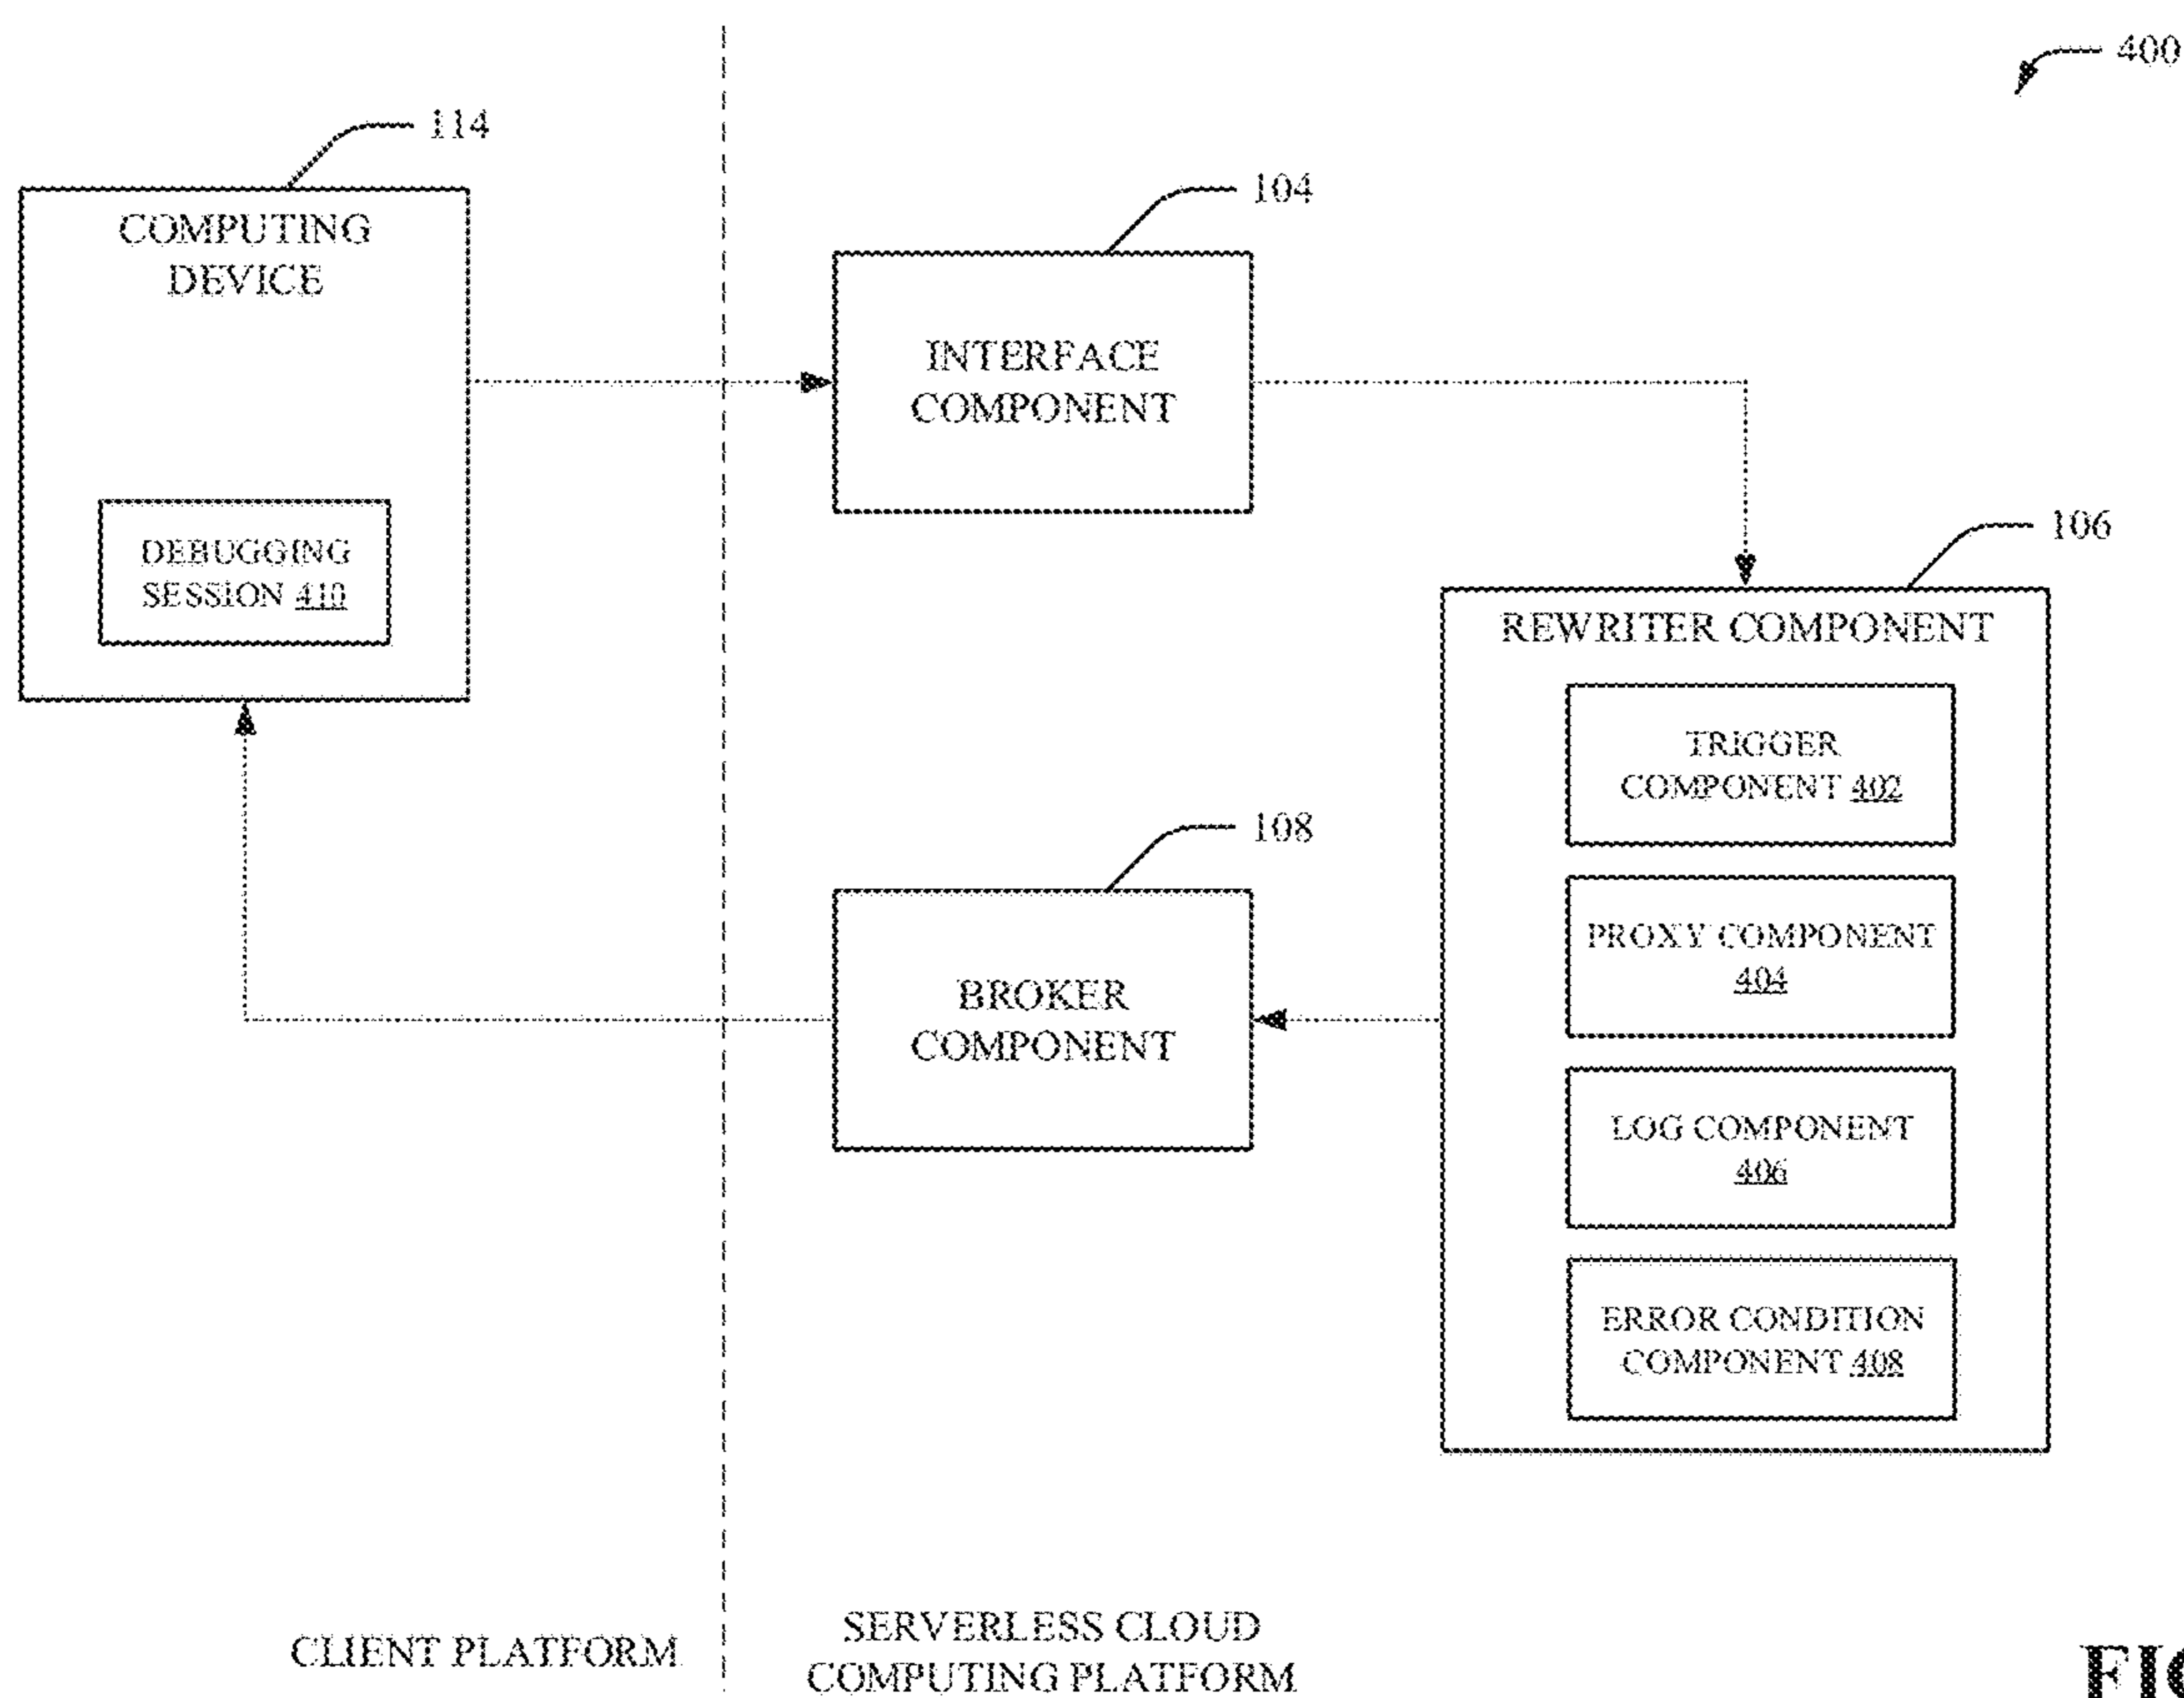 400
114
COMPUTING
DEVICE
DEBUGGING
SESSION 410
104
INTERFACE
COMPONENT
106
REWRITER COMPONENT
TRIGGER
COMPONENT 402
PROXY COMPONENT
404
LOG COMPONENT
406
ERROR CONDITION
COMPONENT 408
108
BROKER
COMPONENT
CLIENT PLATFORM
SERVERLESS CLOUD
COMPUTING PLATFORM